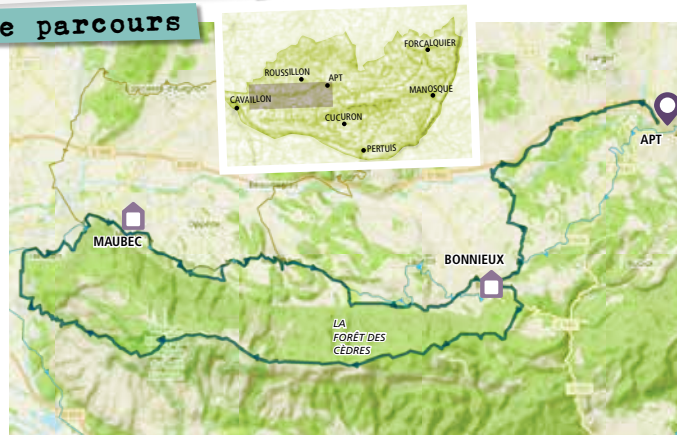 e parcours
FORCALQUIER
ROUSSILLON
APT
CAVAILLON
MANOSQUE
CUCURON
PERTUIS
APT
MAUBEC
BONNIEUX
LA
FORÊT DES
CÈDRES